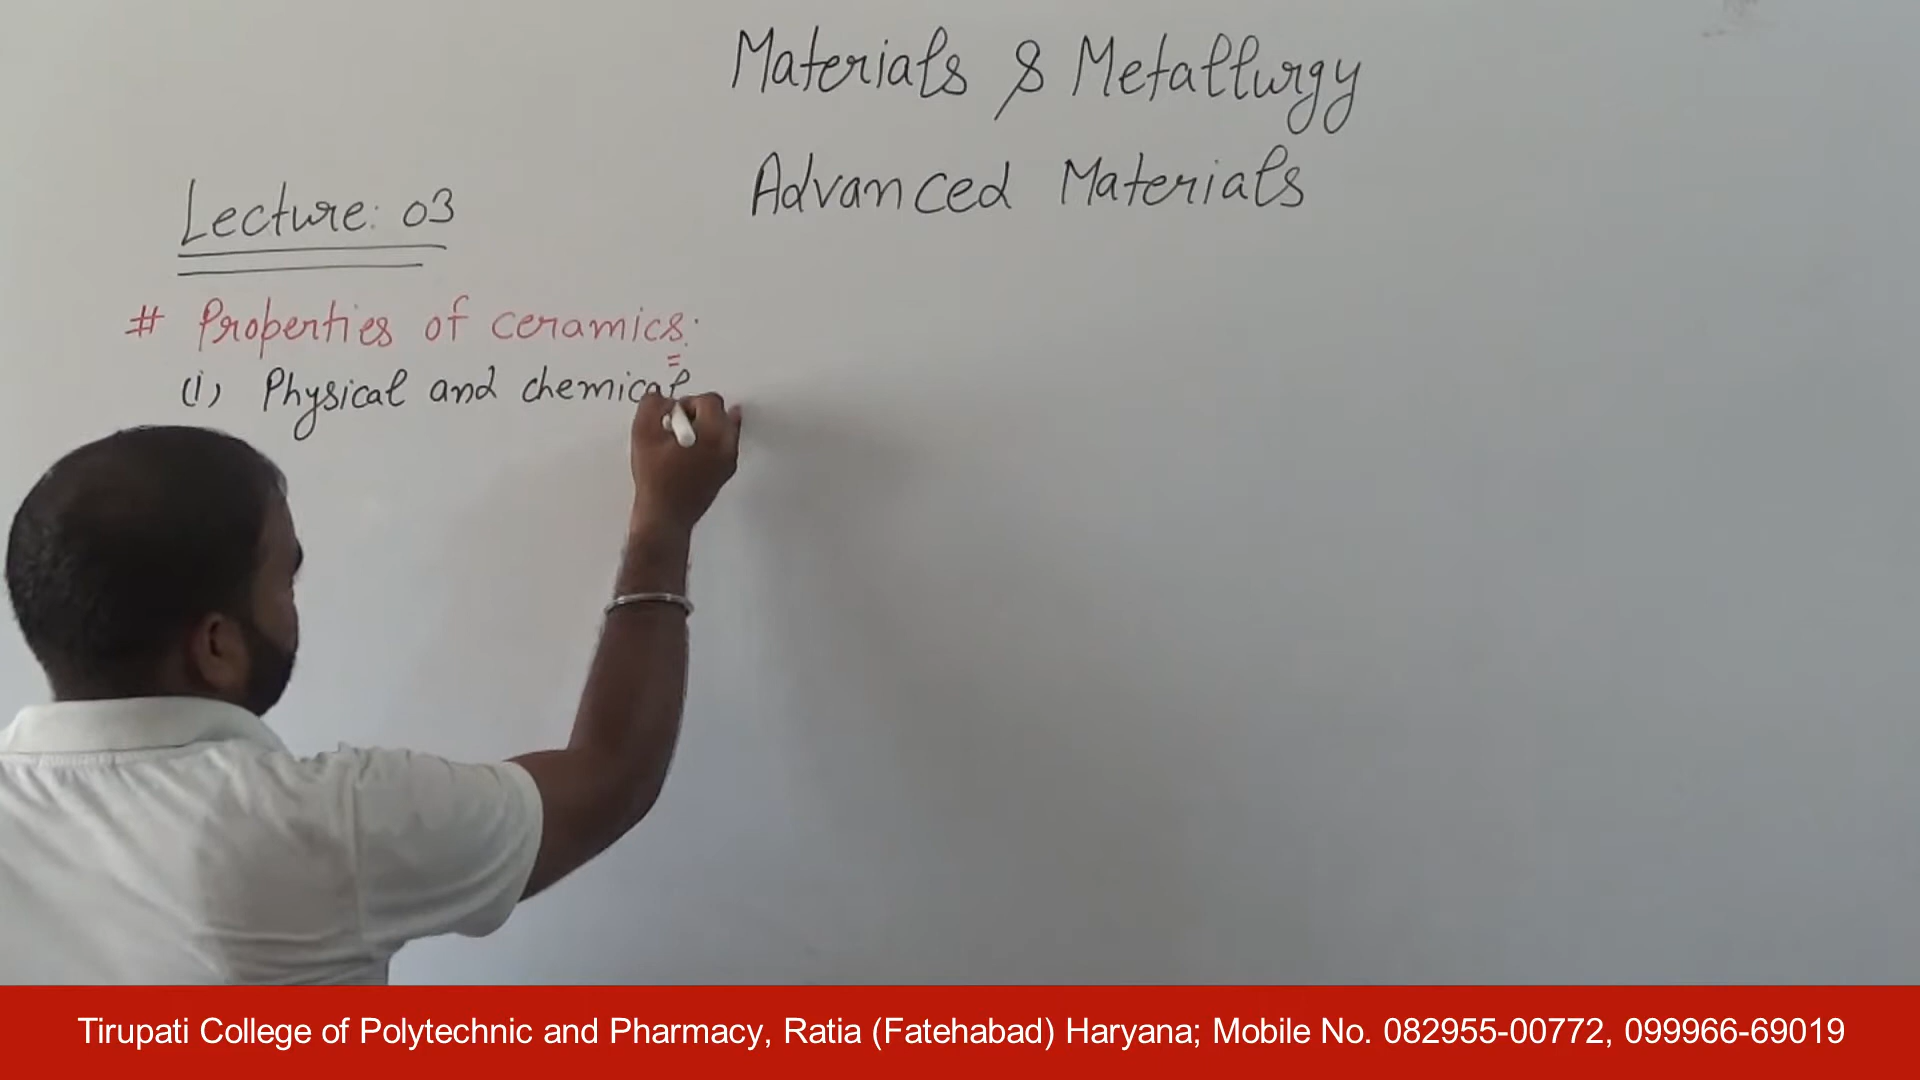 Materials & Metallurgy
Advanced Materials
Lecture: 03
# Properties of ceramics:
(i) Physical and chemical
Tirupati College of Polytechnic and Pharmacy, Ratia (Fatehabad) Haryana; Mobile No. 082955-00772, 099966-69019